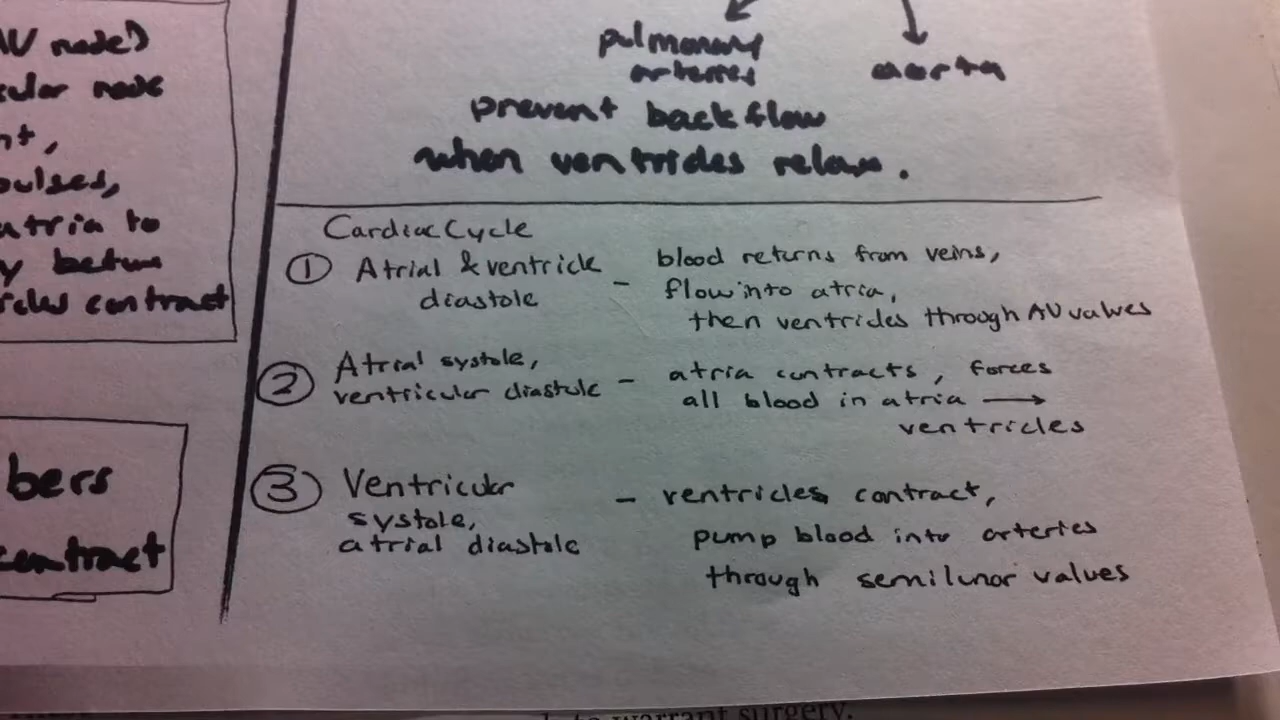 AV node)
ular node
nt,
pulses,
atria to
y before
contract
bers
contract
pulmonary
arteries
aorta
prevent backflow
when ventricles relax.
Cardiac Cycle
① Atrial & ventricle
diastole
- blood returns from veins,
flow into atria,
then ventricles through AV valves
② Atrial systole,
ventricular diastole
- atria contracts, forces
all blood in atria →
ventricles
③ Ventricular
systole,
atrial diastole
- ventricles contract,
pump blood into arteries
through semilunar valves
to warrant surgery.